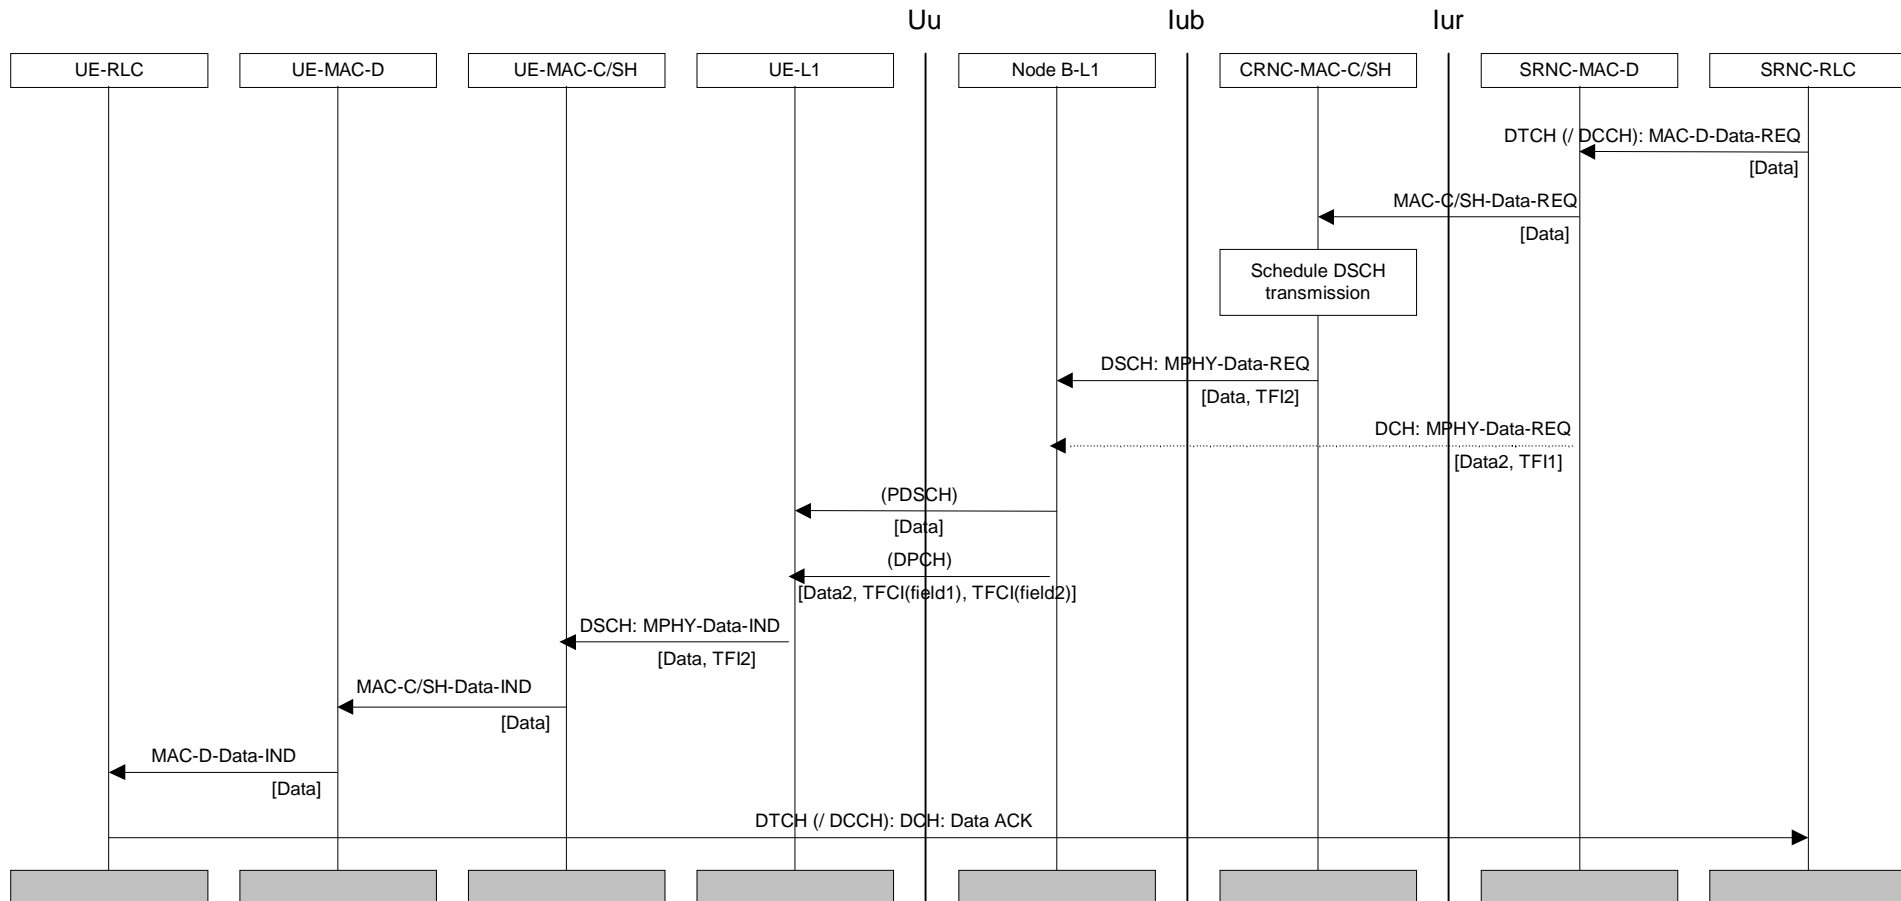 Uu
Iub
Iur
UE-RLC
UE-MAC-D
UE-MAC-C/SH
UE-L1
Node B-L1
CRNC-MAC-C/SH
SRNC-MAC-D
SRNC-RLC
DTCH (/ DCCH): MAC-D-Data-REQ
[Data]
MAC-C/SH-Data-REQ
[Data]
Schedule DSCH
transmission
DSCH: MPHY-Data-REQ
[Data, TFI2]
DCH: MPHY-Data-REQ
[Data2, TFI1]
(PDSCH)
[Data]
(DPCH)
[Data2, TFCI(field1), TFCI(field2)]
DSCH: MPHY-Data-IND
[Data, TFI2]
MAC-C/SH-Data-IND
[Data]
MAC-D-Data-IND
[Data]
DTCH (/ DCCH): DCH: Data ACK